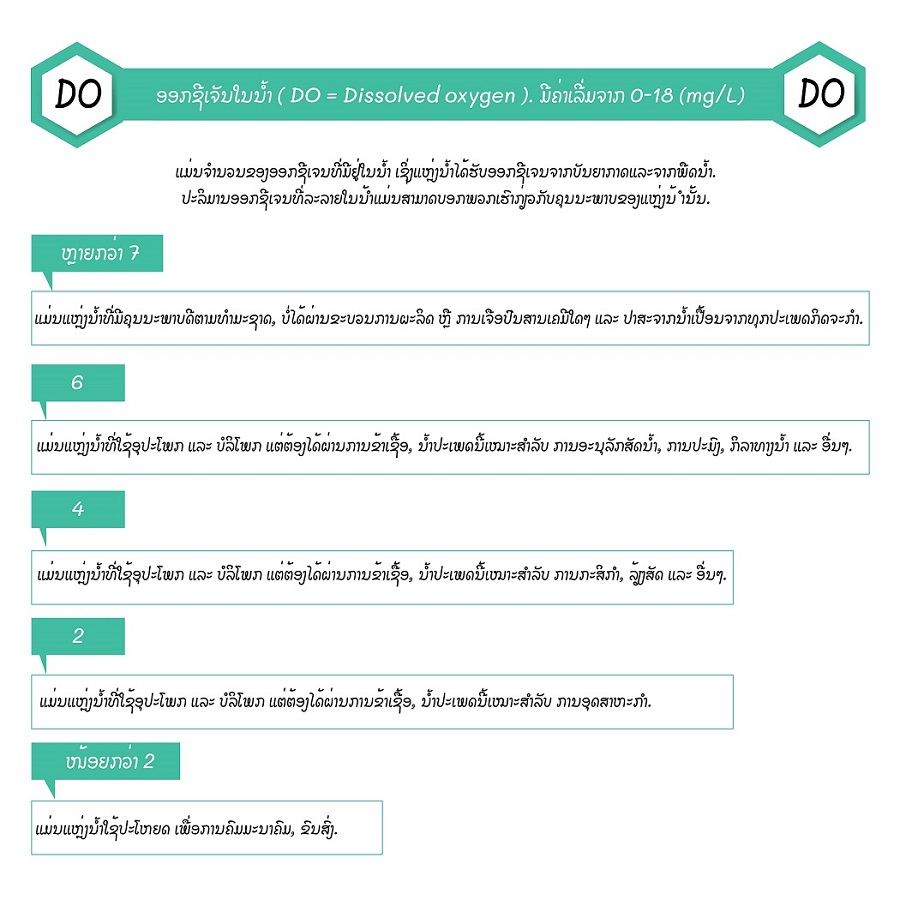 DO
ອອກຊີເຈັນໃນນ້ຳ ( DO = Dissolved oxygen ). ມີຄ່າເລີ່ມຈາກ 0-18 (mg/L)
DO
ແມ່ນຈຳນວນຂອງອອກຊີເຈນທີ່ມີຢູ່ໃນນ້ຳ ເຊິ່ງແຫຼ່ງນ້ຳໄດ້ຮັບອອກຊີເຈນຈາກບັນຍາກາດແລະຈາກພືດນ້ຳ.
ປະລິມານອອກຊີເຈນທີ່ລະລາຍໃນນ້ຳແມ່ນສາມາດບອກພວກເຮົາກ່ຽວກັບຄຸນນະພາບຂອງແຫຼ່ງນ້ຳນັ້ນ.
ຫຼາຍກວ່າ 7
ແມ່ນແຫຼ່ງນ້ຳທີ່ມີຄຸນນະພາບດີຕາມທຳມະຊາດ, ບໍ່ໄດ້ຜ່ານຂະບວນການຜະລິດ ຫຼື ການເຈືອປົນສານເຄມີໃດໆ ແລະ ປາສະຈາກນ້ຳເປື້ອນຈາກທຸກປະເພດກິດຈະກຳ.
6
ແມ່ນແຫຼ່ງນ້ຳທີ່ໃຊ້ອຸປະໂພກ ແລະ ບໍລິໂພກ ແຕ່ຕ້ອງໄດ້ຜ່ານການຂ້າເຊື້ອ, ນ້ຳປະເພດນີ້ເໝາະສຳລັບ ການອະນຸລັກສັດນ້ຳ, ການປະມົງ, ກິລາທາງນ້ຳ ແລະ ອື່ນໆ.
4
ແມ່ນແຫຼ່ງນ້ຳທີ່ໃຊ້ອຸປະໂພກ ແລະ ບໍລິໂພກ ແຕ່ຕ້ອງໄດ້ຜ່ານການຂ້າເຊື້ອ, ນ້ຳປະເພດນີ້ເໝາະສຳລັບ ການກະສິກຳ, ລ້ຽງສັດ ແລະ ອື່ນໆ.
2
ແມ່ນແຫຼ່ງນ້ຳທີ່ໃຊ້ອຸປະໂພກ ແລະ ບໍລິໂພກ ແຕ່ຕ້ອງໄດ້ຜ່ານການຂ້າເຊື້ອ, ນ້ຳປະເພດນີ້ເໝາະສຳລັບ ການອຸດສາຫະກຳ.
ໜ້ອຍກວ່າ 2
ແມ່ນແຫຼ່ງນ້ຳໃຊ້ປະໂຫຍດ ເພື່ອການຄົມມະນາຄົມ, ຂົນສົ່ງ.